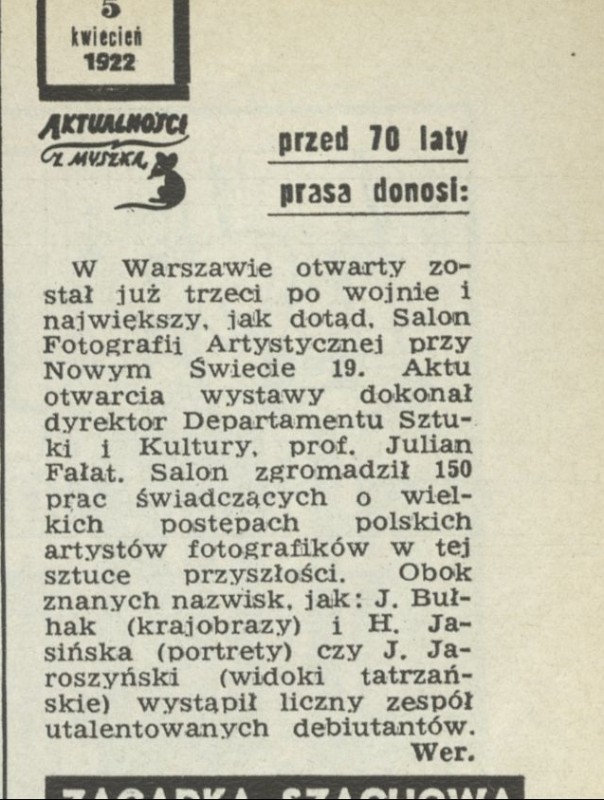 5
kwiecień
1922
AKTUALNOŚCI
Z MYSZKĄ
przed 70 laty
prasa donosi:
W Warszawie otwarty zo-
stał już trzeci po wojnie i
największy, jak dotąd, Salon
Fotografii Artystycznej przy
Nowym Świecie 19. Aktu
otwarcia wystawy dokonał
dyrektor Departamentu Sztu-
ki i Kultury, prof. Julian
Fałat. Salon zgromadził 150
prac świadczących o wiel-
kich postępach polskich
artystów fotografików w tej
sztuce przyszłości. Obok
znanych nazwisk, jak: J. Buł-
hak (krajobrazy) i H. Ja-
sińska (portrety) czy J. Ja-
roszyński (widoki tatrzań-
skie) wystąpił liczny zespół
utalentowanych debiutantów.
Wer.
ZAGADKA SZACHOWA